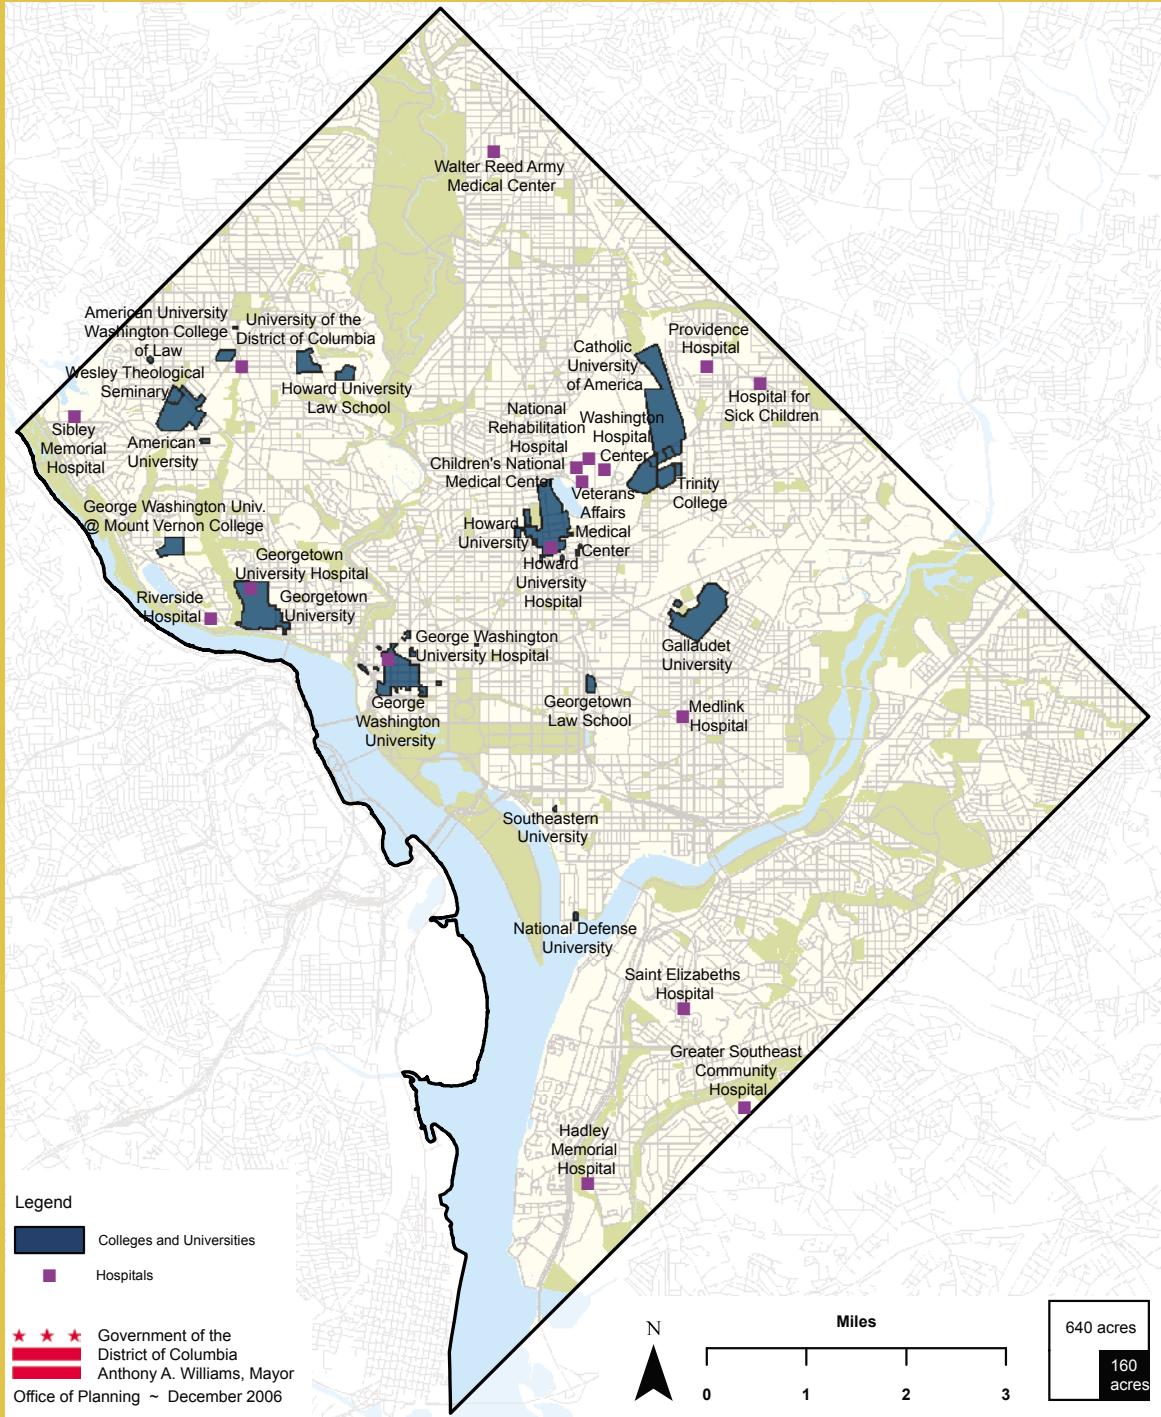 Walter Reed Army
Medical Center
American University
Washington College
of Law
University of the
District of Columbia
Wesley Theological
Seminary
Howard University
Law School
Sibley
Memorial
Hospital
American
University
Catholic
University
of America
Providence
Hospital
Hospital for
Sick Children
National
Rehabilitation
Hospital
Washington
Hospital
Center
Children's National
Medical Center
Trinity
College
Veterans
Affairs
Medical
Center
Howard
University
Howard
University
Hospital
George Washington Univ.
@ Mount Vernon College
Georgetown
University Hospital
Georgetown
University
Riverside
Hospital
George Washington
University Hospital
George
Washington
University
Gallaudet
University
Georgetown
Law School
Medlink
Hospital
Southeastern
University
National Defense
University
Saint Elizabeths
Hospital
Greater Southeast
Community
Hospital
Hadley
Memorial
Hospital
Legend
Colleges and Universities
Hospitals
Government of the
District of Columbia
Anthony A. Williams, Mayor
Office of Planning ~ December 2006
N
Miles
0 1 2 3
640 acres
160
acres